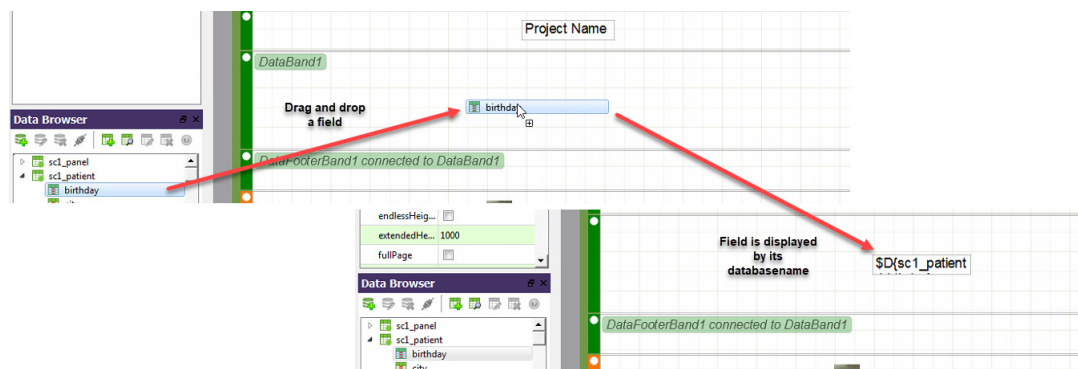 Project Name
DataBand1
Drag and drop
a field
birthday
Data Browser
sc1_panel
sc1_patient
birthday
DataFooterBand1 connected to DataBand1
endlessHeig...
extendedHe... 1000
fullPage
Field is displayed
by its
databasename
$D{sc1_patient
Data Browser
sc1_panel
sc1_patient
birthday
city
DataFooterBand1 connected to DataBand1